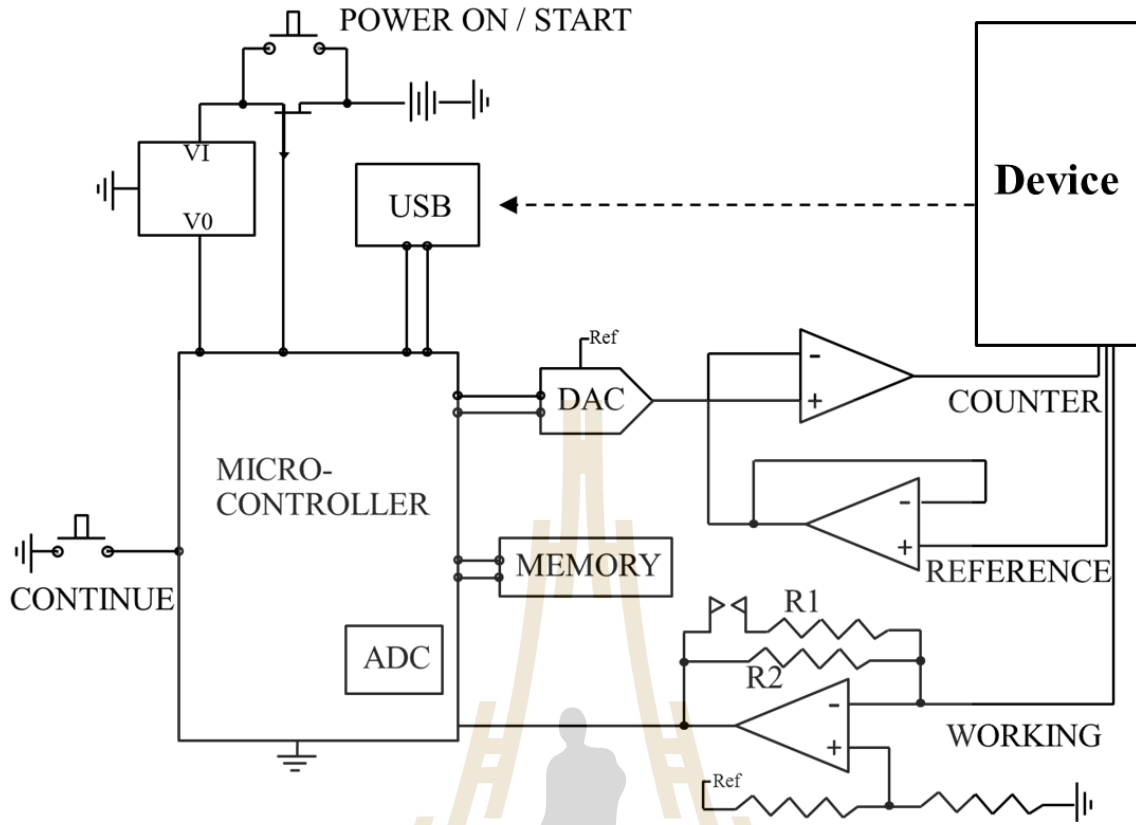 POWER ON / START
VI
V0
USB
Device
Ref
DAC
-
+
COUNTER
MICRO-
CONTROLLER
-
+
REFERENCE
CONTINUE
MEMORY
ADC
R1
R2
-
+
WORKING
Ref